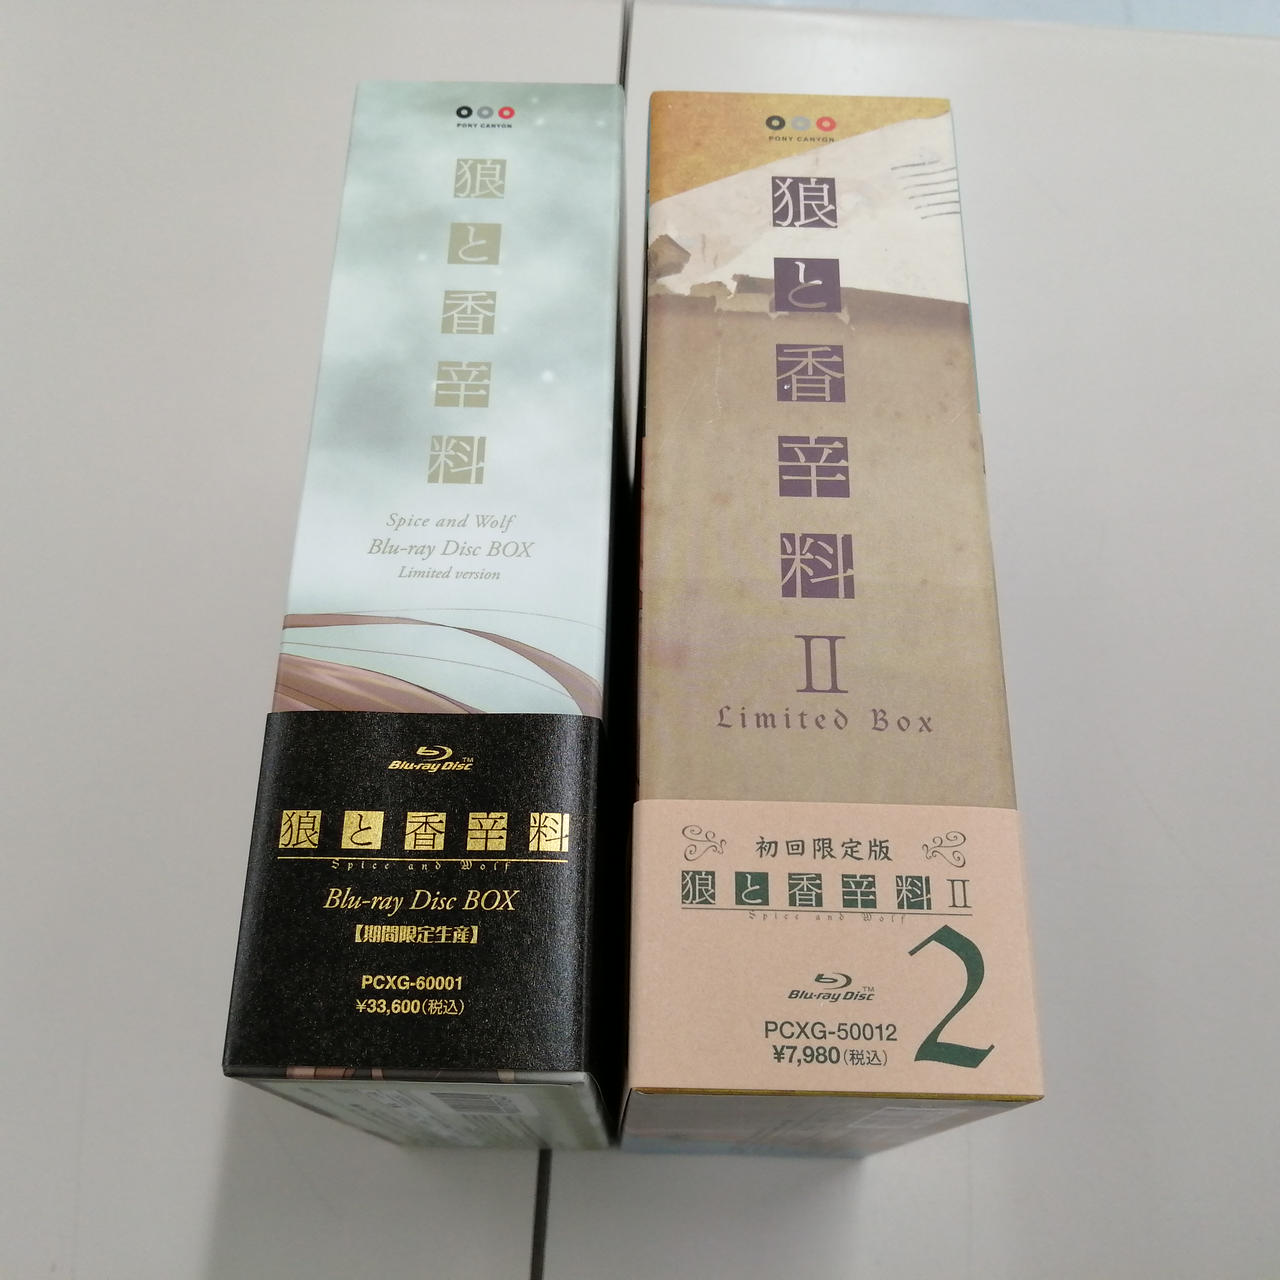 PONY CANYON
狼と香辛料
Spice and Wolf
Blu-ray Disc BOX
Limited version
Blu-ray Disc™
狼と香辛料
Spice and Wolf
Blu-ray Disc BOX
【期間限定生産】
PCXG-60001
¥33,600(税込)
PONY CANYON
狼と香辛料
II
Limited Box
初回限定版
狼と香辛料II
Spice and Wolf
2
Blu-ray Disc™
PCXG-50012
¥7,980(税込)